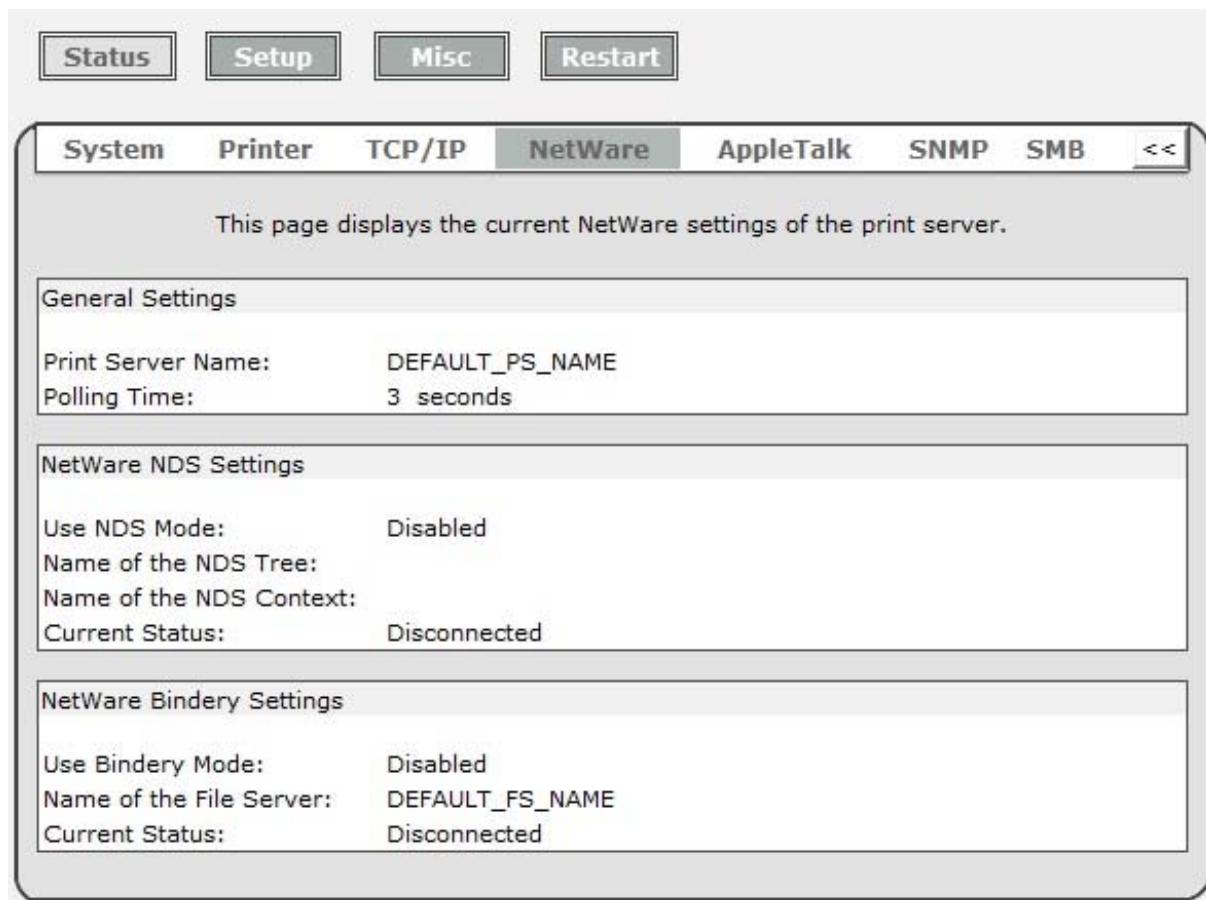 Status Setup Misc Restart
System Printer TCP/IP NetWare AppleTalk SNMP SMB <<
This page displays the current NetWare settings of the print server.
General Settings
Print Server Name: DEFAULT_PS_NAME
Polling Time: 3 seconds
NetWare NDS Settings
Use NDS Mode: Disabled
Name of the NDS Tree:
Name of the NDS Context:
Current Status: Disconnected
NetWare Bindery Settings
Use Bindery Mode: Disabled
Name of the File Server: DEFAULT_FS_NAME
Current Status: Disconnected